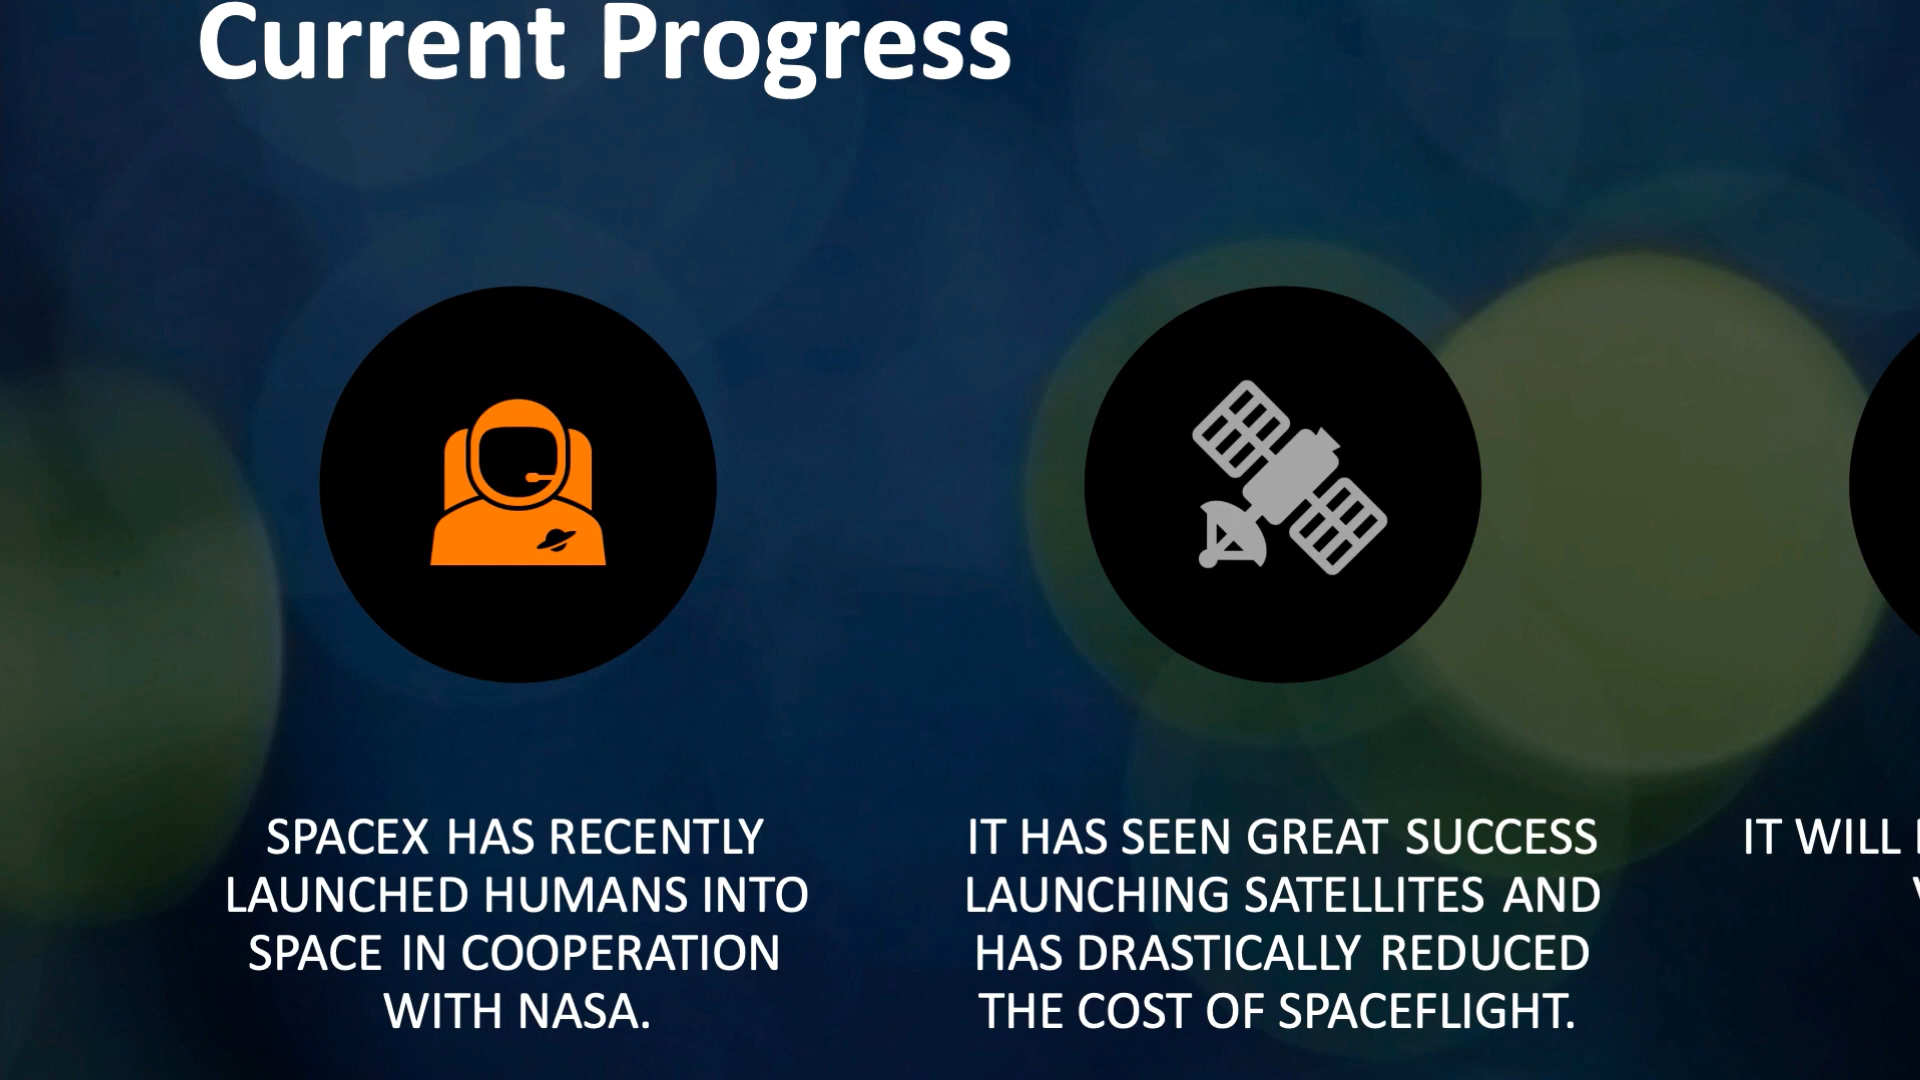 Current Progress
SPACEX HAS RECENTLY
LAUNCHED HUMANS INTO
SPACE IN COOPERATION
WITH NASA.
IT HAS SEEN GREAT SUCCESS
LAUNCHING SATELLITES AND
HAS DRASTICALLY REDUCED
THE COST OF SPACEFLIGHT.
IT WILL